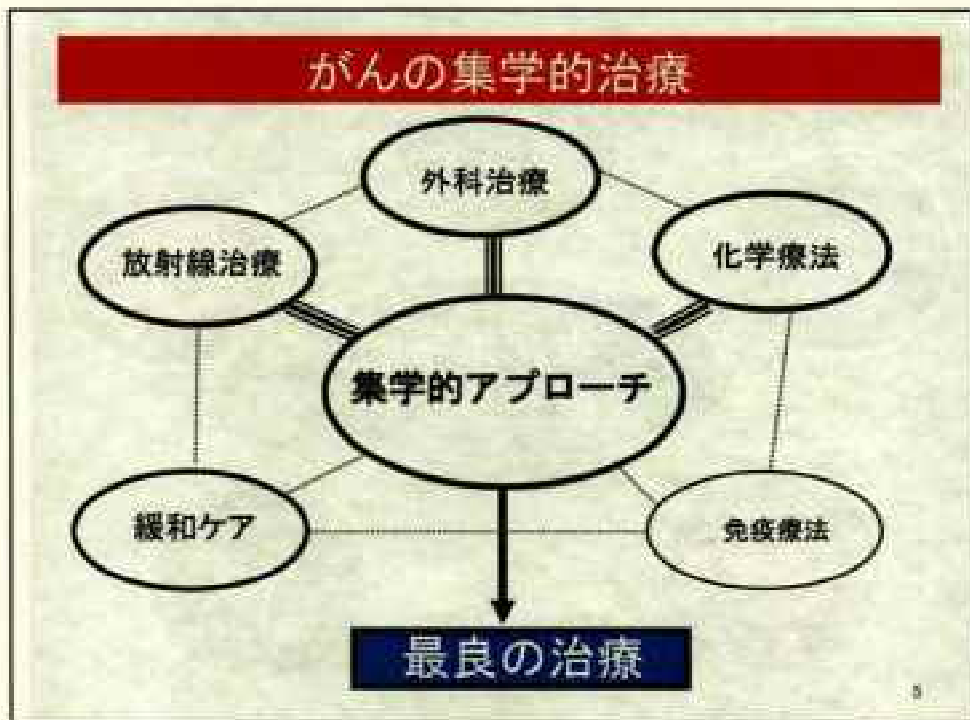 がんの集学的治療
外科治療
放射線治療
化学療法
集学的アプローチ
緩和ケア
免疫療法
最良の治療